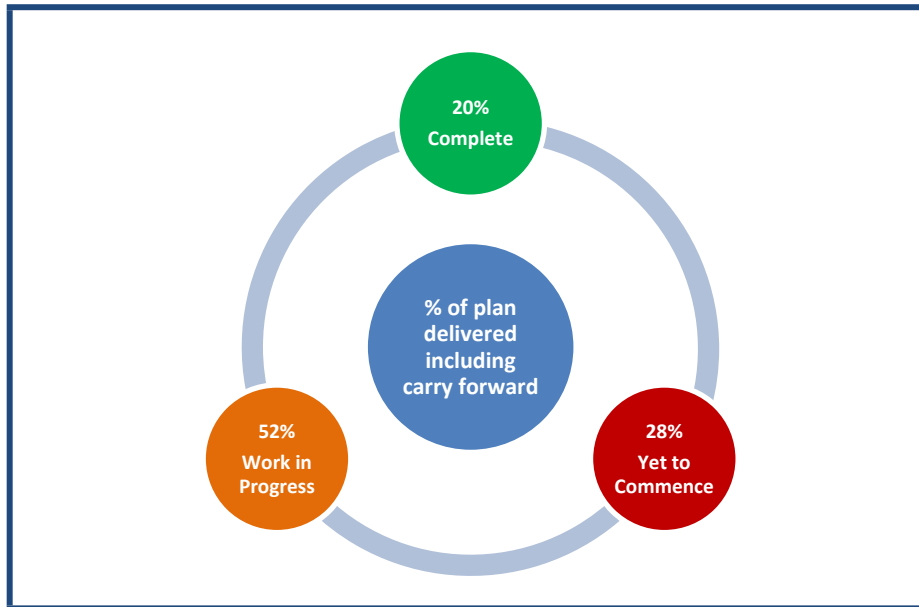 20%
Complete
% of plan
delivered
including
carry forward
52%
Work in
Progress
28%
Yet to
Commence